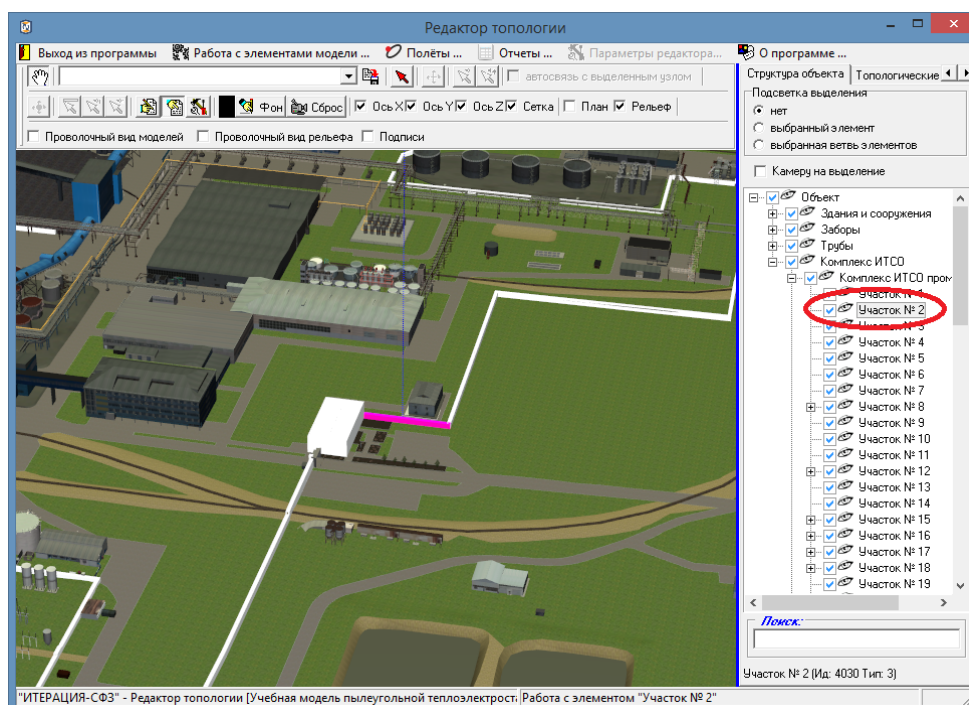 Редактор топологии
Выход из программы Работа с элементами модели ... Полёты ... Отчеты ... Параметры редактора... О программе ...
автосвязь с выделенным узлом
Фон Сброс Ось X Ось Y Ось Z Сетка План Рельеф
Проволочный вид моделей Проволочный вид рельефа Подписи
Структура объекта Топологические
Подсветка выделения
нет
выбранный элемент
выбранная ветвь элементов
Камеру на выделение
Объект
Здания и сооружения
Заборы
Трубы
Комплекс ИТСО
Комплекс ИТСО пром
Участок № 1
Участок № 2
Участок № 3
Участок № 4
Участок № 5
Участок № 6
Участок № 7
Участок № 8
Участок № 9
Участок № 10
Участок № 11
Участок № 12
Участок № 13
Участок № 14
Участок № 15
Участок № 16
Участок № 17
Участок № 18
Участок № 19
Поиск:
Участок № 2 (Ид: 4030 Тип: 3)
"ИТЕРАЦИЯ-СФЗ" - Редактор топологии [Учебная модель пылеугольной теплоэлектрост Работа с элементом "Участок № 2"